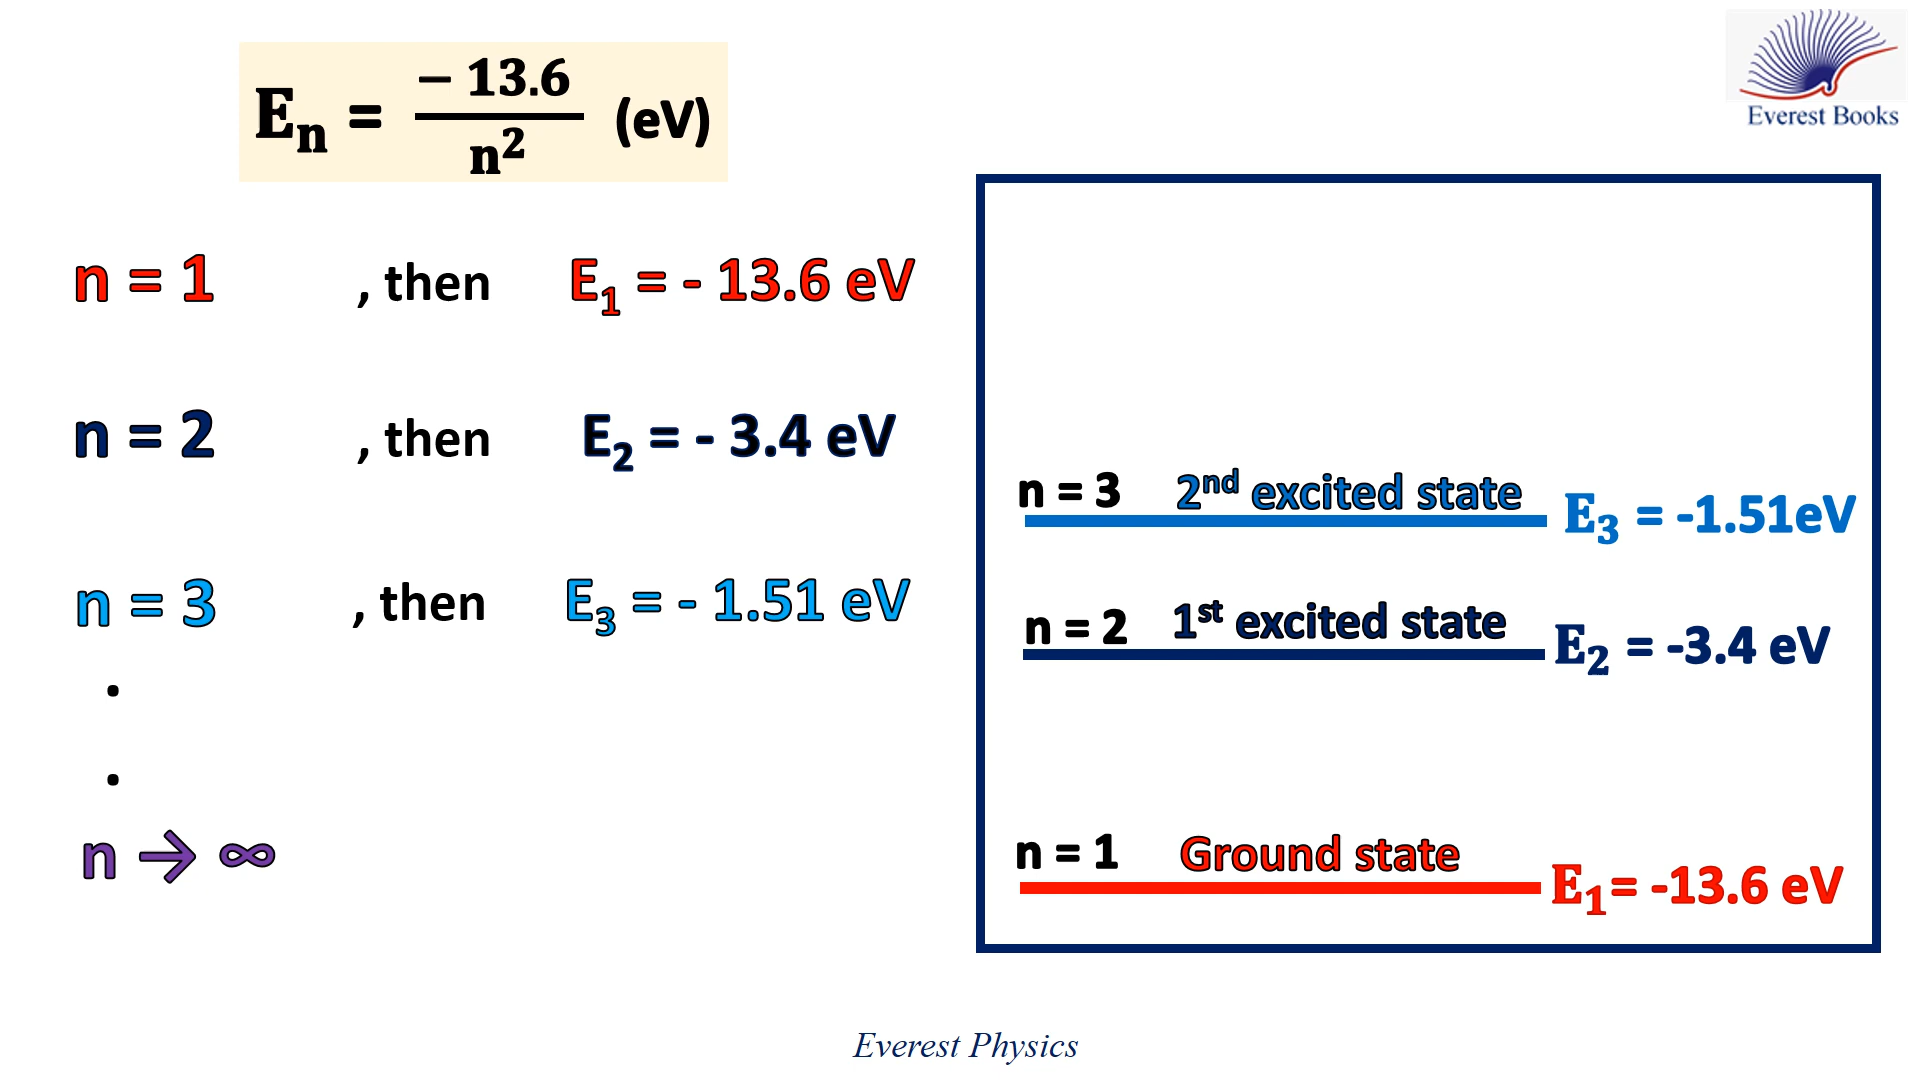 Everest Books
Eₙ = − 13.6 / n² (eV)
n = 1 , then E₁ = - 13.6 eV
n = 2 , then E₂ = - 3.4 eV
n = 3 , then E₃ = - 1.51 eV
.
.
n → ∞
n = 3 2ⁿᵈ excited state E₃ = -1.51eV
n = 2 1ˢᵗ excited state E₂ = -3.4 eV
n = 1 Ground state E₁= -13.6 eV
Everest Physics